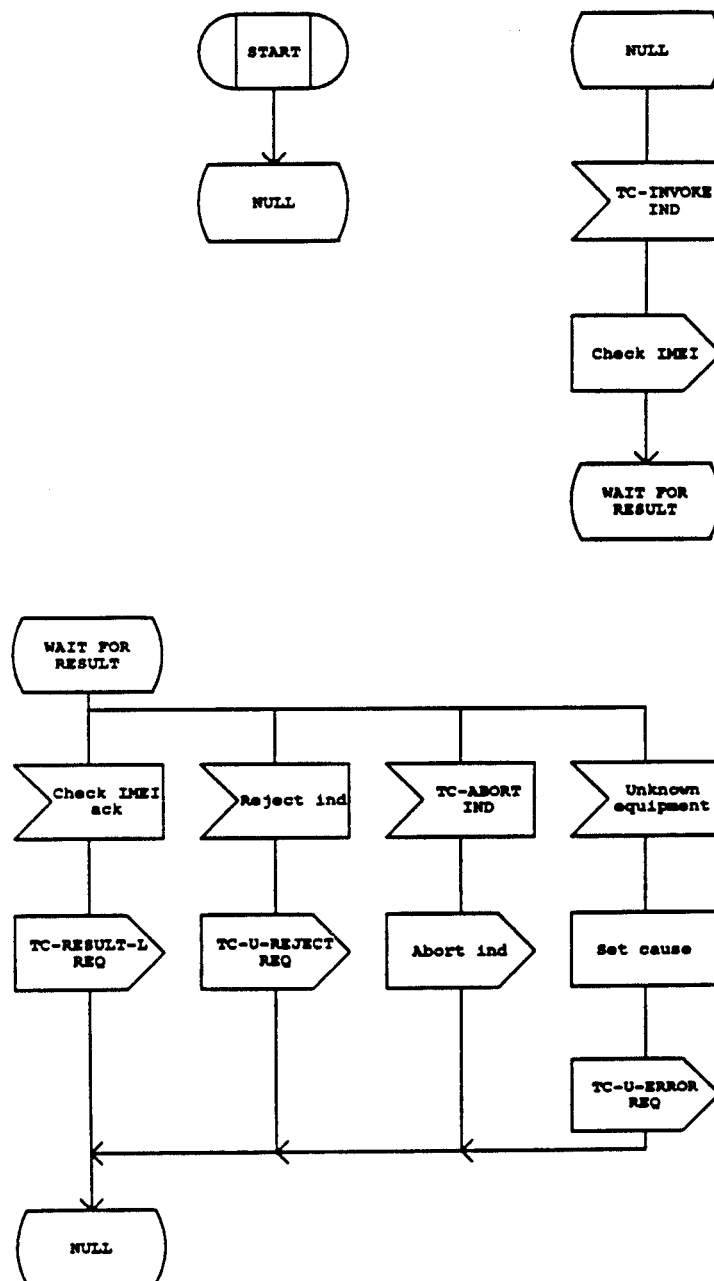 START
NULL
NULL
TC-INVOKE
IND
Check IMEI
WAIT FOR
RESULT
WAIT FOR
RESULT
Check IMEI
ack
Reject ind
TC-ABORT
IND
Unknown
equipment
TC-RESULT-L
REQ
TC-U-REJECT
REQ
Abort ind
Set cause
TC-U-ERROR
REQ
NULL